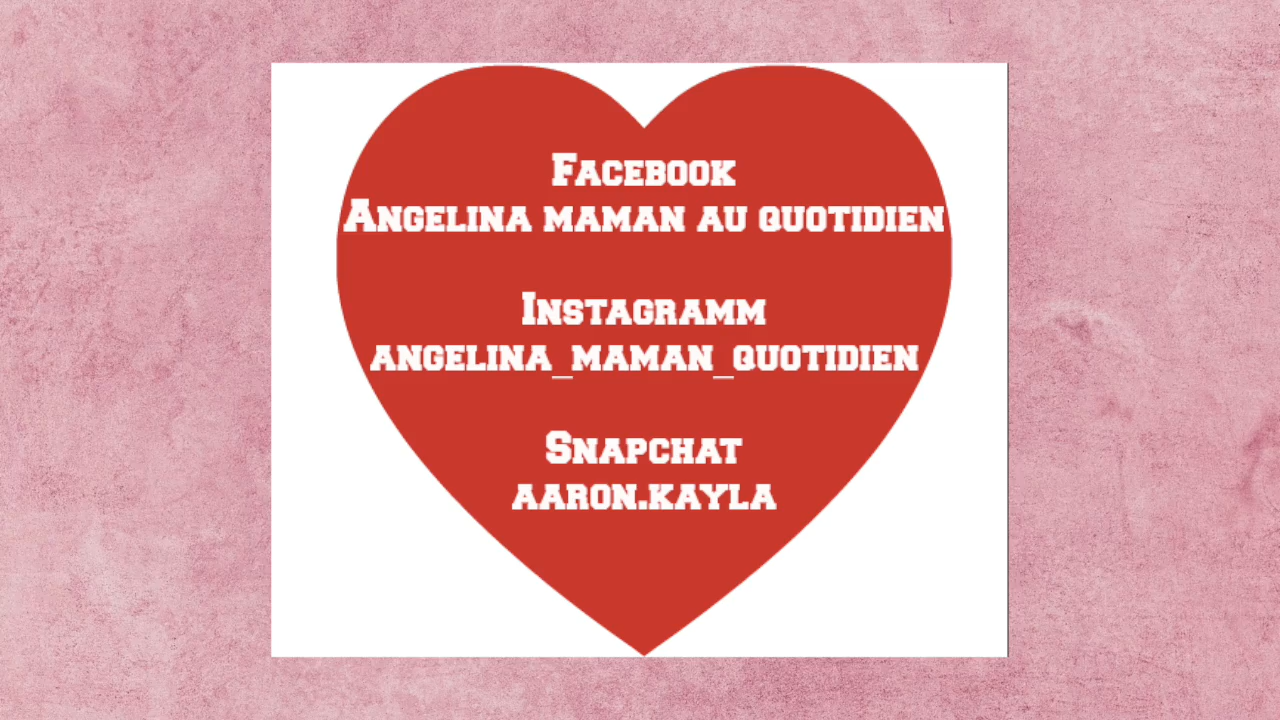 Facebook
Angelina maman au quotidien
Instagramm
angelina_maman_quotidien
Snapchat
aaron.kayla